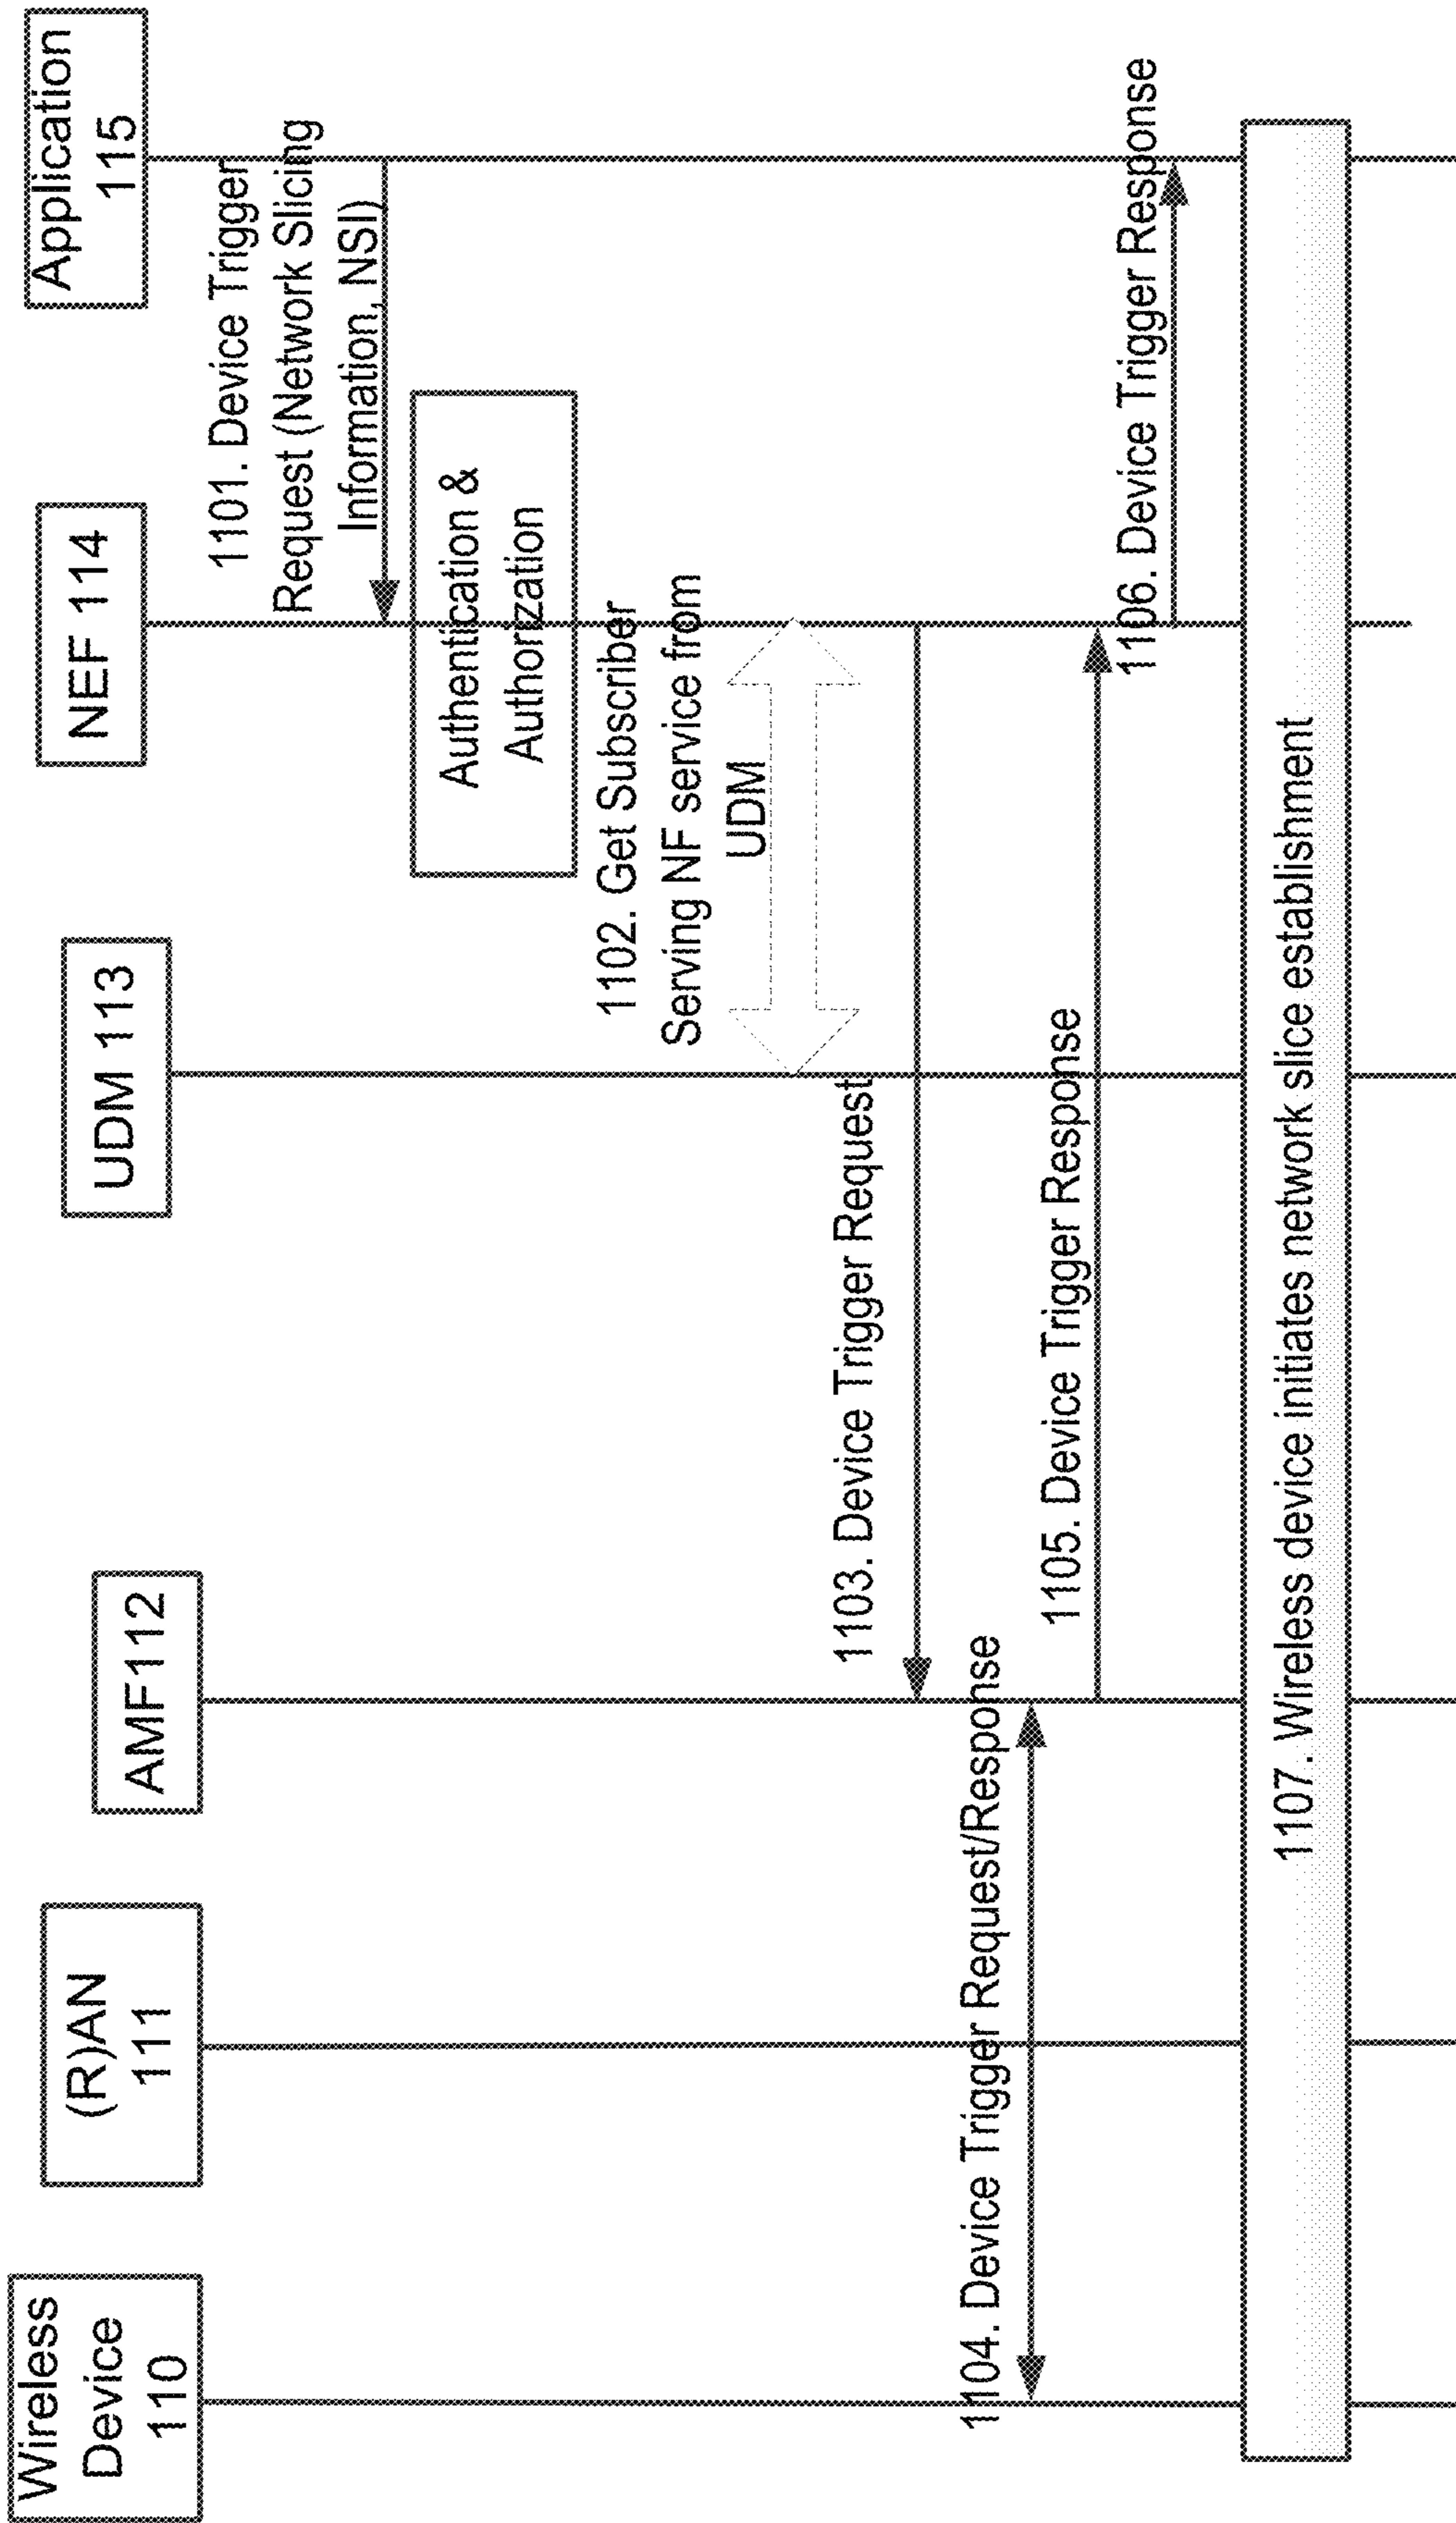 Wireless
Device
110
(R)AN
111
AMF112
UDM 113
NEF 114
Application
115
1101. Device Trigger
Request (Network Slicing
Information, NSI)
Authentication &
Authorization
1102. Get Subscriber
Serving NF service from
UDM
1103. Device Trigger Request
1104. Device Trigger Request/Response
1105. Device Trigger Response
1106. Device Trigger Response
1107. Wireless device initiates network slice establishment